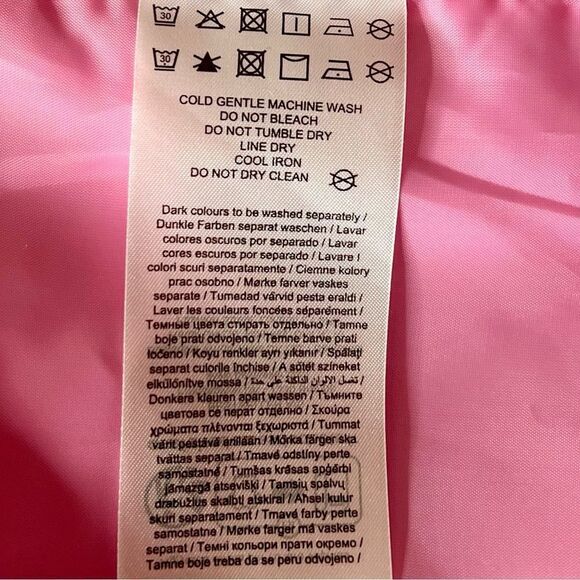 30
30
COLD GENTLE MACHINE WASH
DO NOT BLEACH
DO NOT TUMBLE DRY
LINE DRY
COOL IRON
DO NOT DRY CLEAN
Dark colours to be washed separately /
Dunkle Farben separat waschen / Lavar
colores oscuros por separado / Lavar
cores escuros por separado / Lavare i
colori scuri separatamente / Ciemne kolory
prac osobno / Mørke farver vaskes
separate / Tumedad värvid pesta eraldi /
Laver les couleurs foncées séparément /
Темные цвета стирать отдельно / Tamne
boje prati odvojeno / Temne barve prati
ločeno / Koyu renkler ayrı yıkanır / Spălați
separat culorile închise / A sötét színeket
elkülönítve mossa / تغسل الالوان الداكنة على حدة /
Donkere kleuren apart wassen / Тъмните
цветове се перат отделно / Σκούρα
χρώματα πλένονται ξεχωριστά / Tummat
värit pestävä erillään / Mörka färger ska
tvättas separat / Tmavé odstíny perte
samostatně / Tumšas krāsas apģērbi
jāmazgā atsevišķi / Tamsių spalvų
drabužius skalbti atskirai / Ahsel kulur
skuri separatament / Tmavé farby perte
samostatne / Mørke farger må vaskes
separat / Темні кольори прати окремо /
Tamne boje treba da se peru odvojeno /